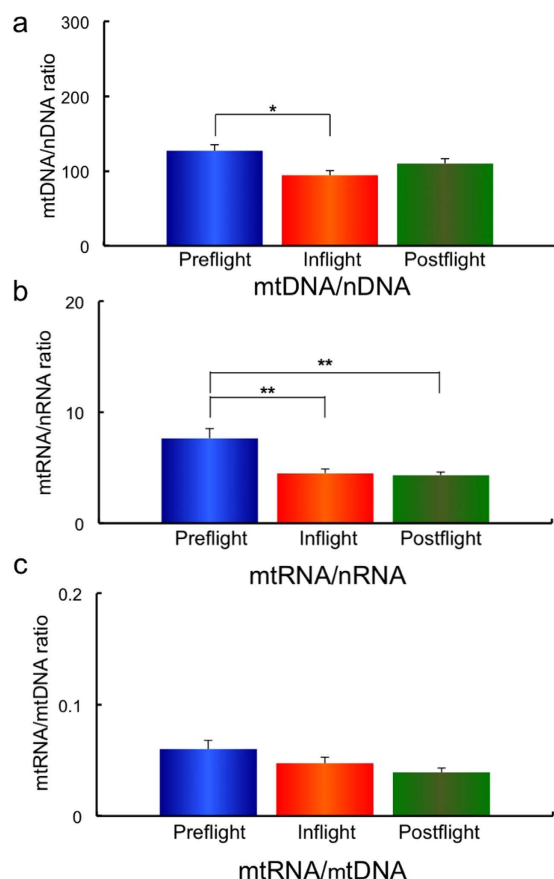 a
mtDNA/nDNA ratio
300
200
100
0
*
Preflight Inflight Postflight
mtDNA/nDNA
b
mtRNA/nRNA ratio
20
10
0
**
**
Preflight Inflight Postflight
mtRNA/nRNA
c
mtRNA/mtDNA ratio
0.2
0.1
0
Preflight Inflight Postflight
mtRNA/mtDNA